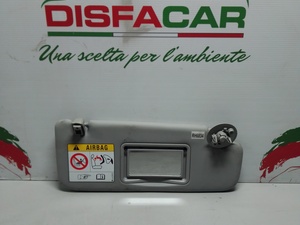 DISFACAR
Una scelta per l'ambiente
AIRBAG